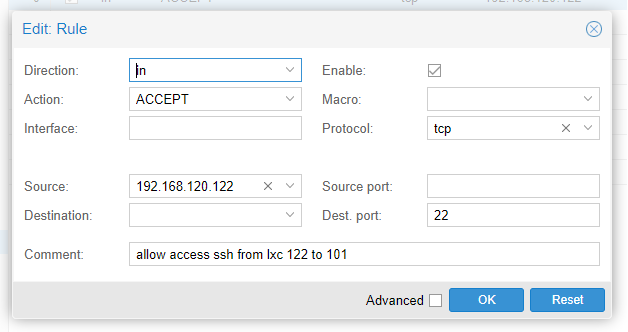 Edit: Rule
Direction: in Enable:
Action: ACCEPT Macro:
Interface: Protocol: tcp
Source: 192.168.120.122 Source port:
Destination: Dest. port: 22
Comment: allow access ssh from lxc 122 to 101
Advanced OK Reset